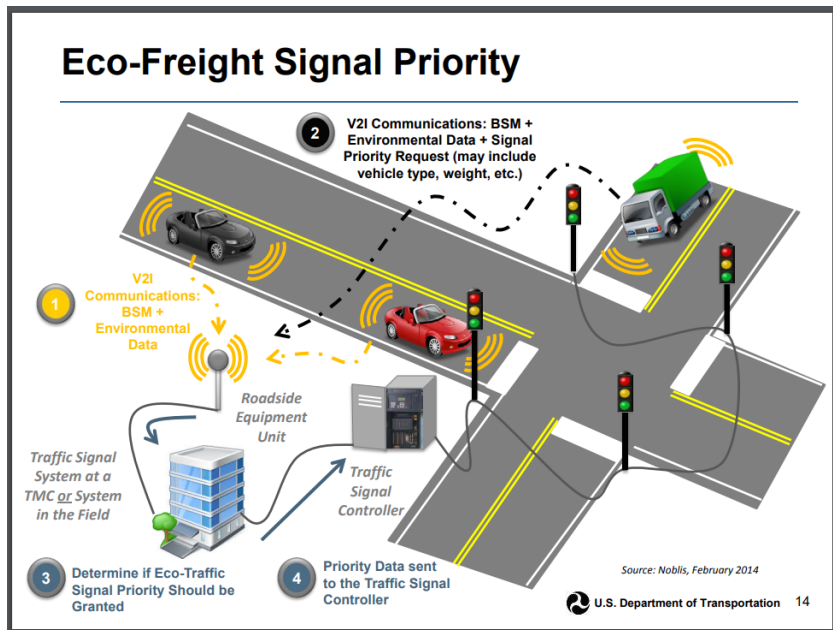 Eco-Freight Signal Priority
2
V2I Communications: BSM +
Environmental Data + Signal
Priority Request (may include
vehicle type, weight, etc.)
1
V2I
Communications:
BSM +
Environmental
Data
Roadside
Equipment
Unit
Traffic Signal
System at a
TMC or System
in the Field
Traffic
Signal
Controller
3
Determine if Eco-Traffic
Signal Priority Should be
Granted
4
Priority Data sent
to the Traffic Signal
Controller
Source: Noblis, February 2014
U.S. Department of Transportation 14